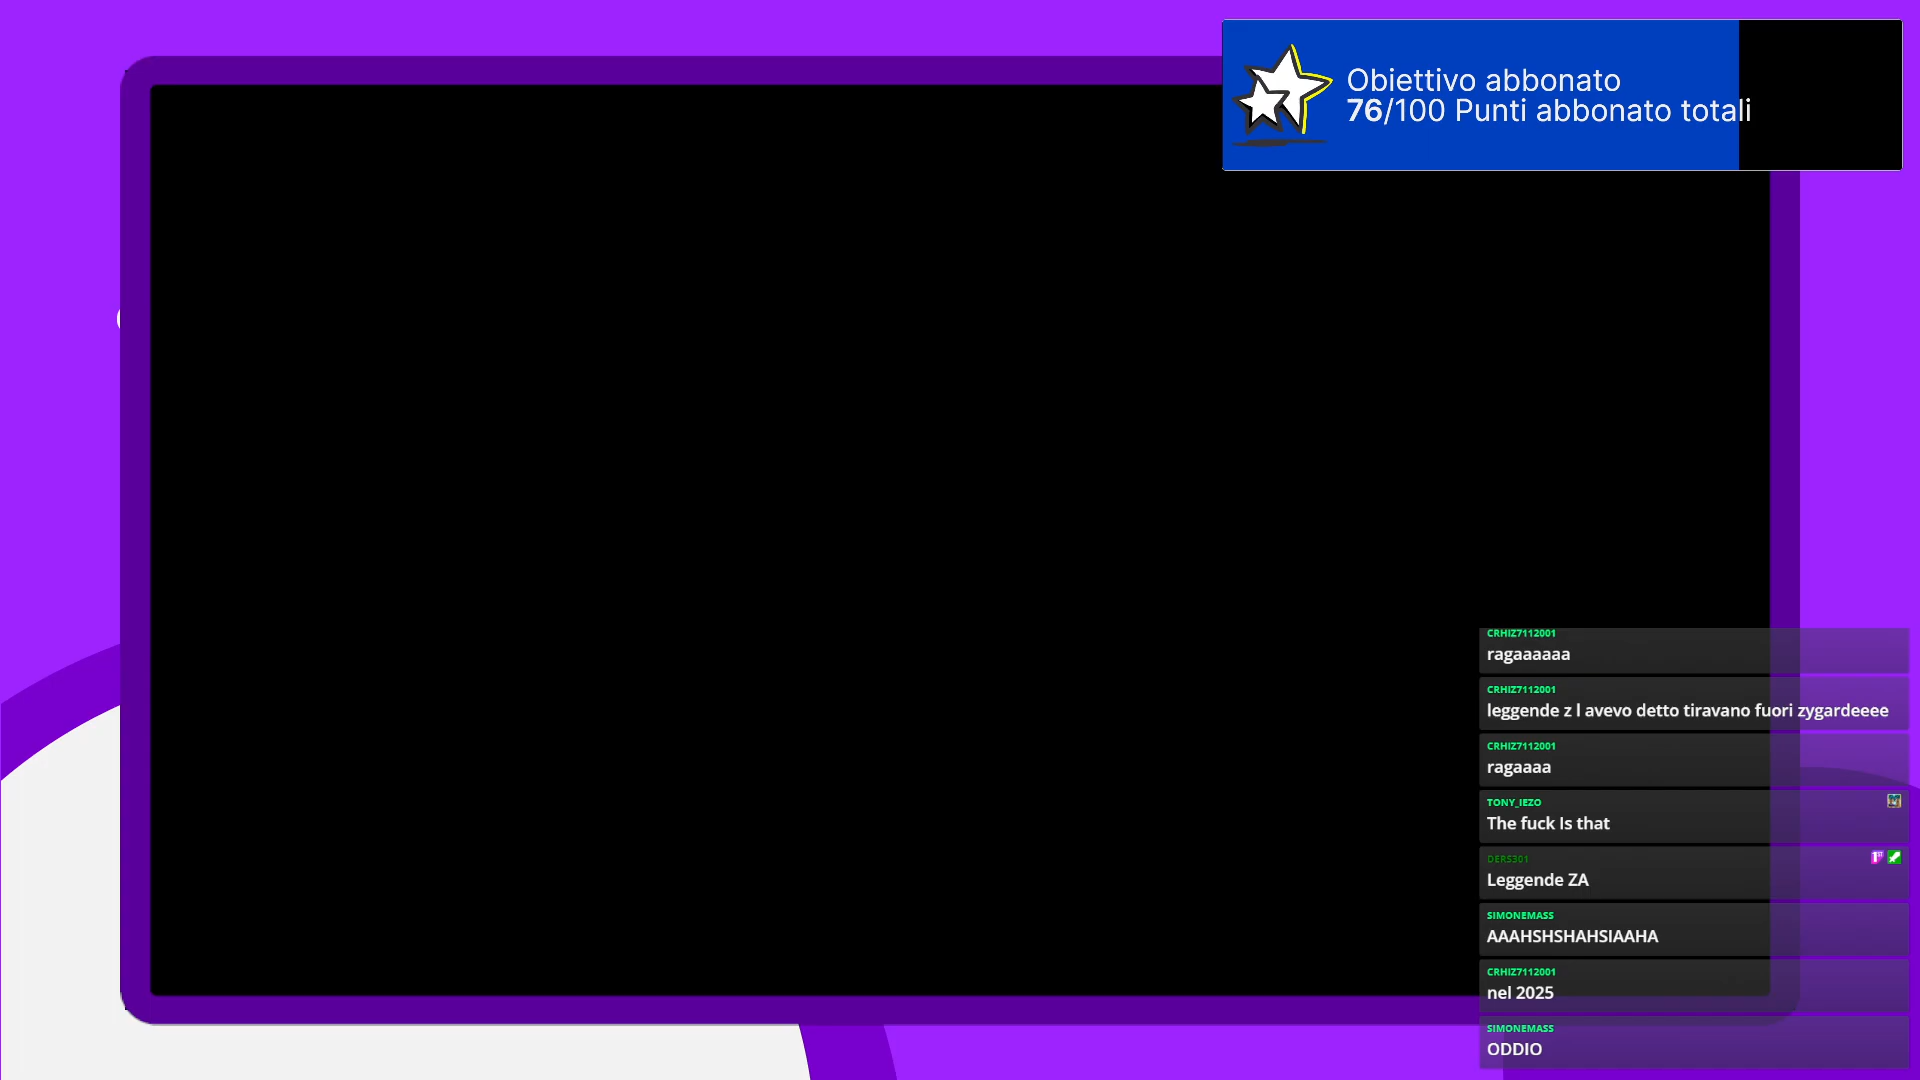 Obiettivo abbonato
76/100 Punti abbonato totali
CRHIZ7112001
ragaaaaaa
CRHIZ7112001
leggende z l avevo detto tiravano fuori zygardeeee
CRHIZ7112001
ragaaaa
TONY_IEZO
The fuck Is that
DERS301
Leggende ZA
SIMONEMASS
AAAHSHSHAHSIAAHA
CRHIZ7112001
nel 2025
SIMONEMASS
ODDIO